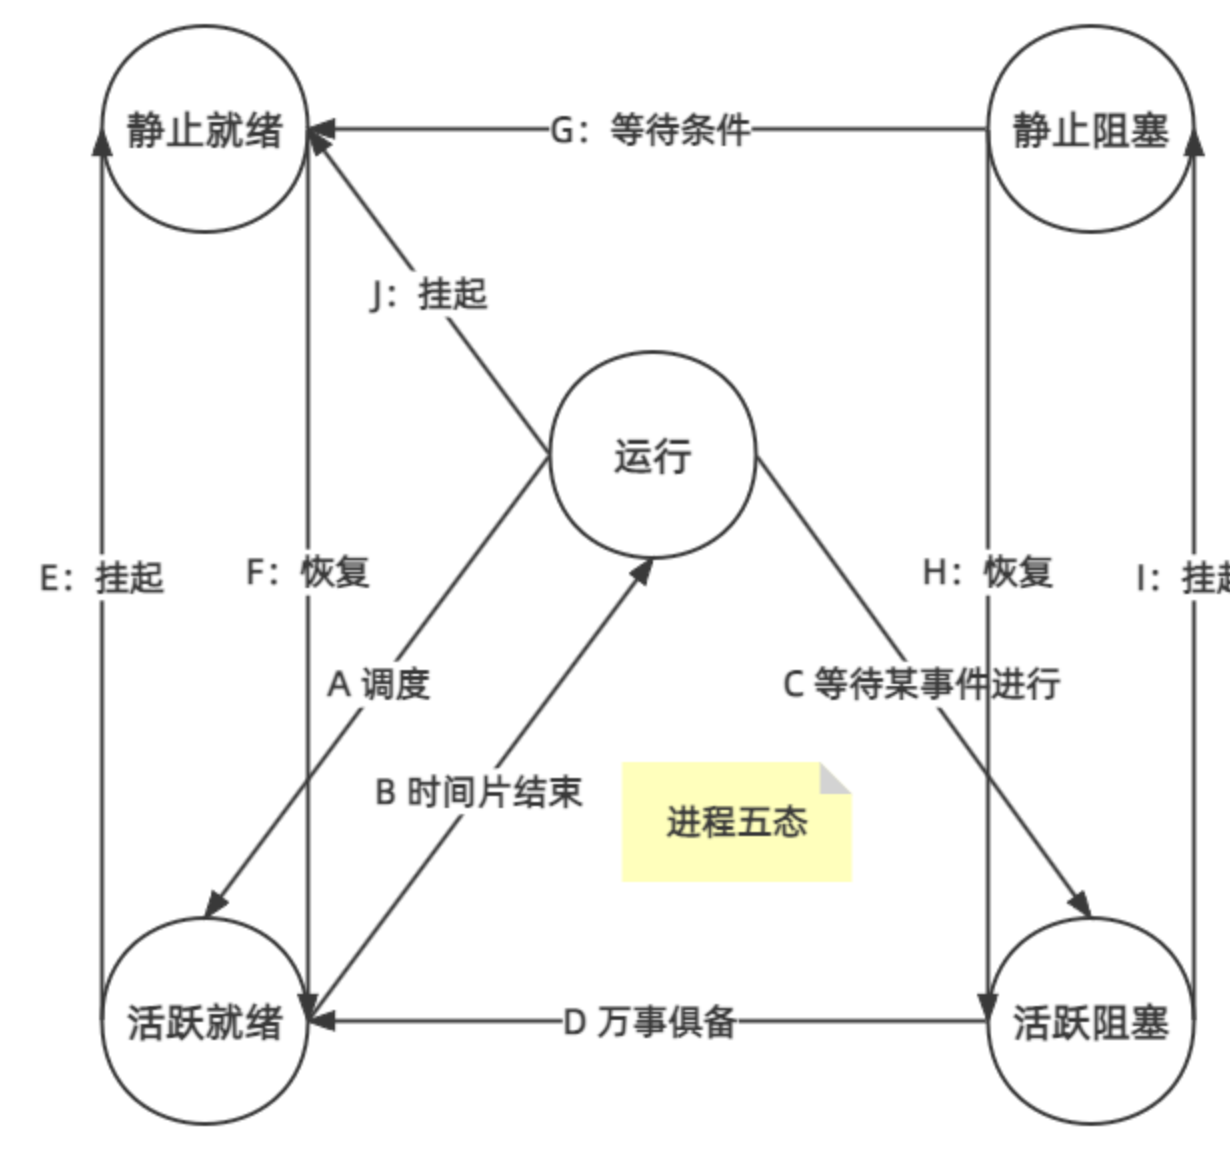 静止就绪
G：等待条件
静止阻塞
J：挂起
运行
E：挂起
F：恢复
H：恢复
I：挂起
A 调度
C 等待某事件进行
B 时间片结束
进程五态
活跃就绪
D 万事俱备
活跃阻塞